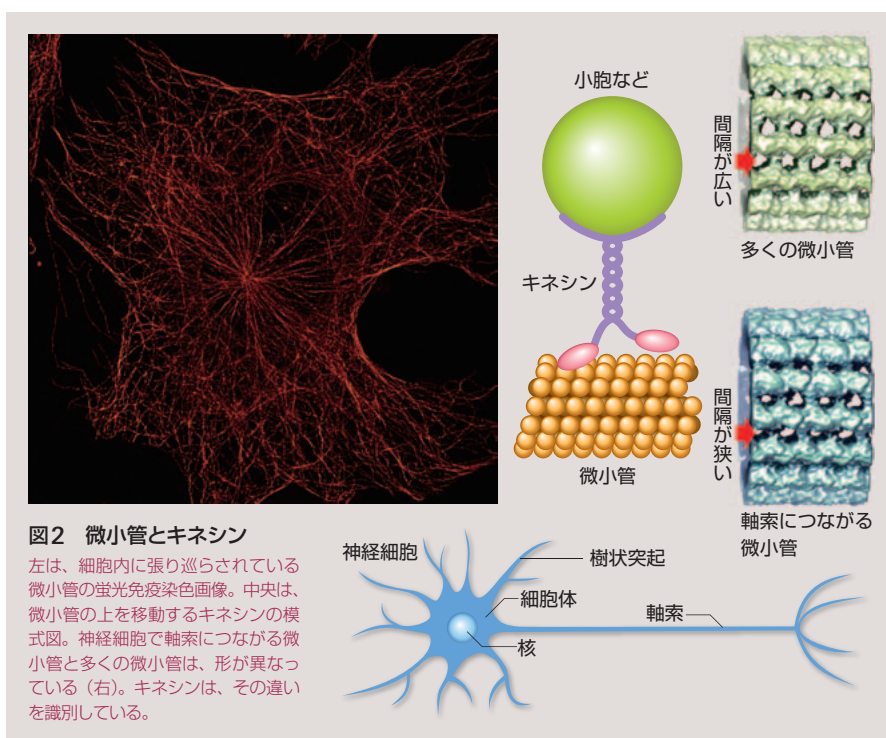 小胞など
キネシン
微小管
間隔が広い
多くの微小管
間隔が狭い
軸索につながる
微小管
図2　微小管とキネシン
左は、細胞内に張り巡らされている
微小管の蛍光免疫染色画像。中央は、
微小管の上を移動するキネシンの模
式図。神経細胞で軸索につながる微
小管と多くの微小管は、形が異なっ
ている（右）。キネシンは、その違い
を識別している。
神経細胞
樹状突起
細胞体
軸索
核